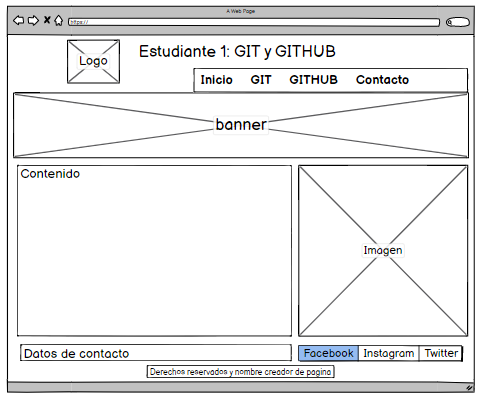 A Web Page
https://
Logo
Estudiante 1: GIT y GITHUB
Inicio GIT GITHUB Contacto
banner
Contenido
Imagen
Datos de contacto
Facebook Instagram Twitter
Derechos reservados y nombre creador de pagina